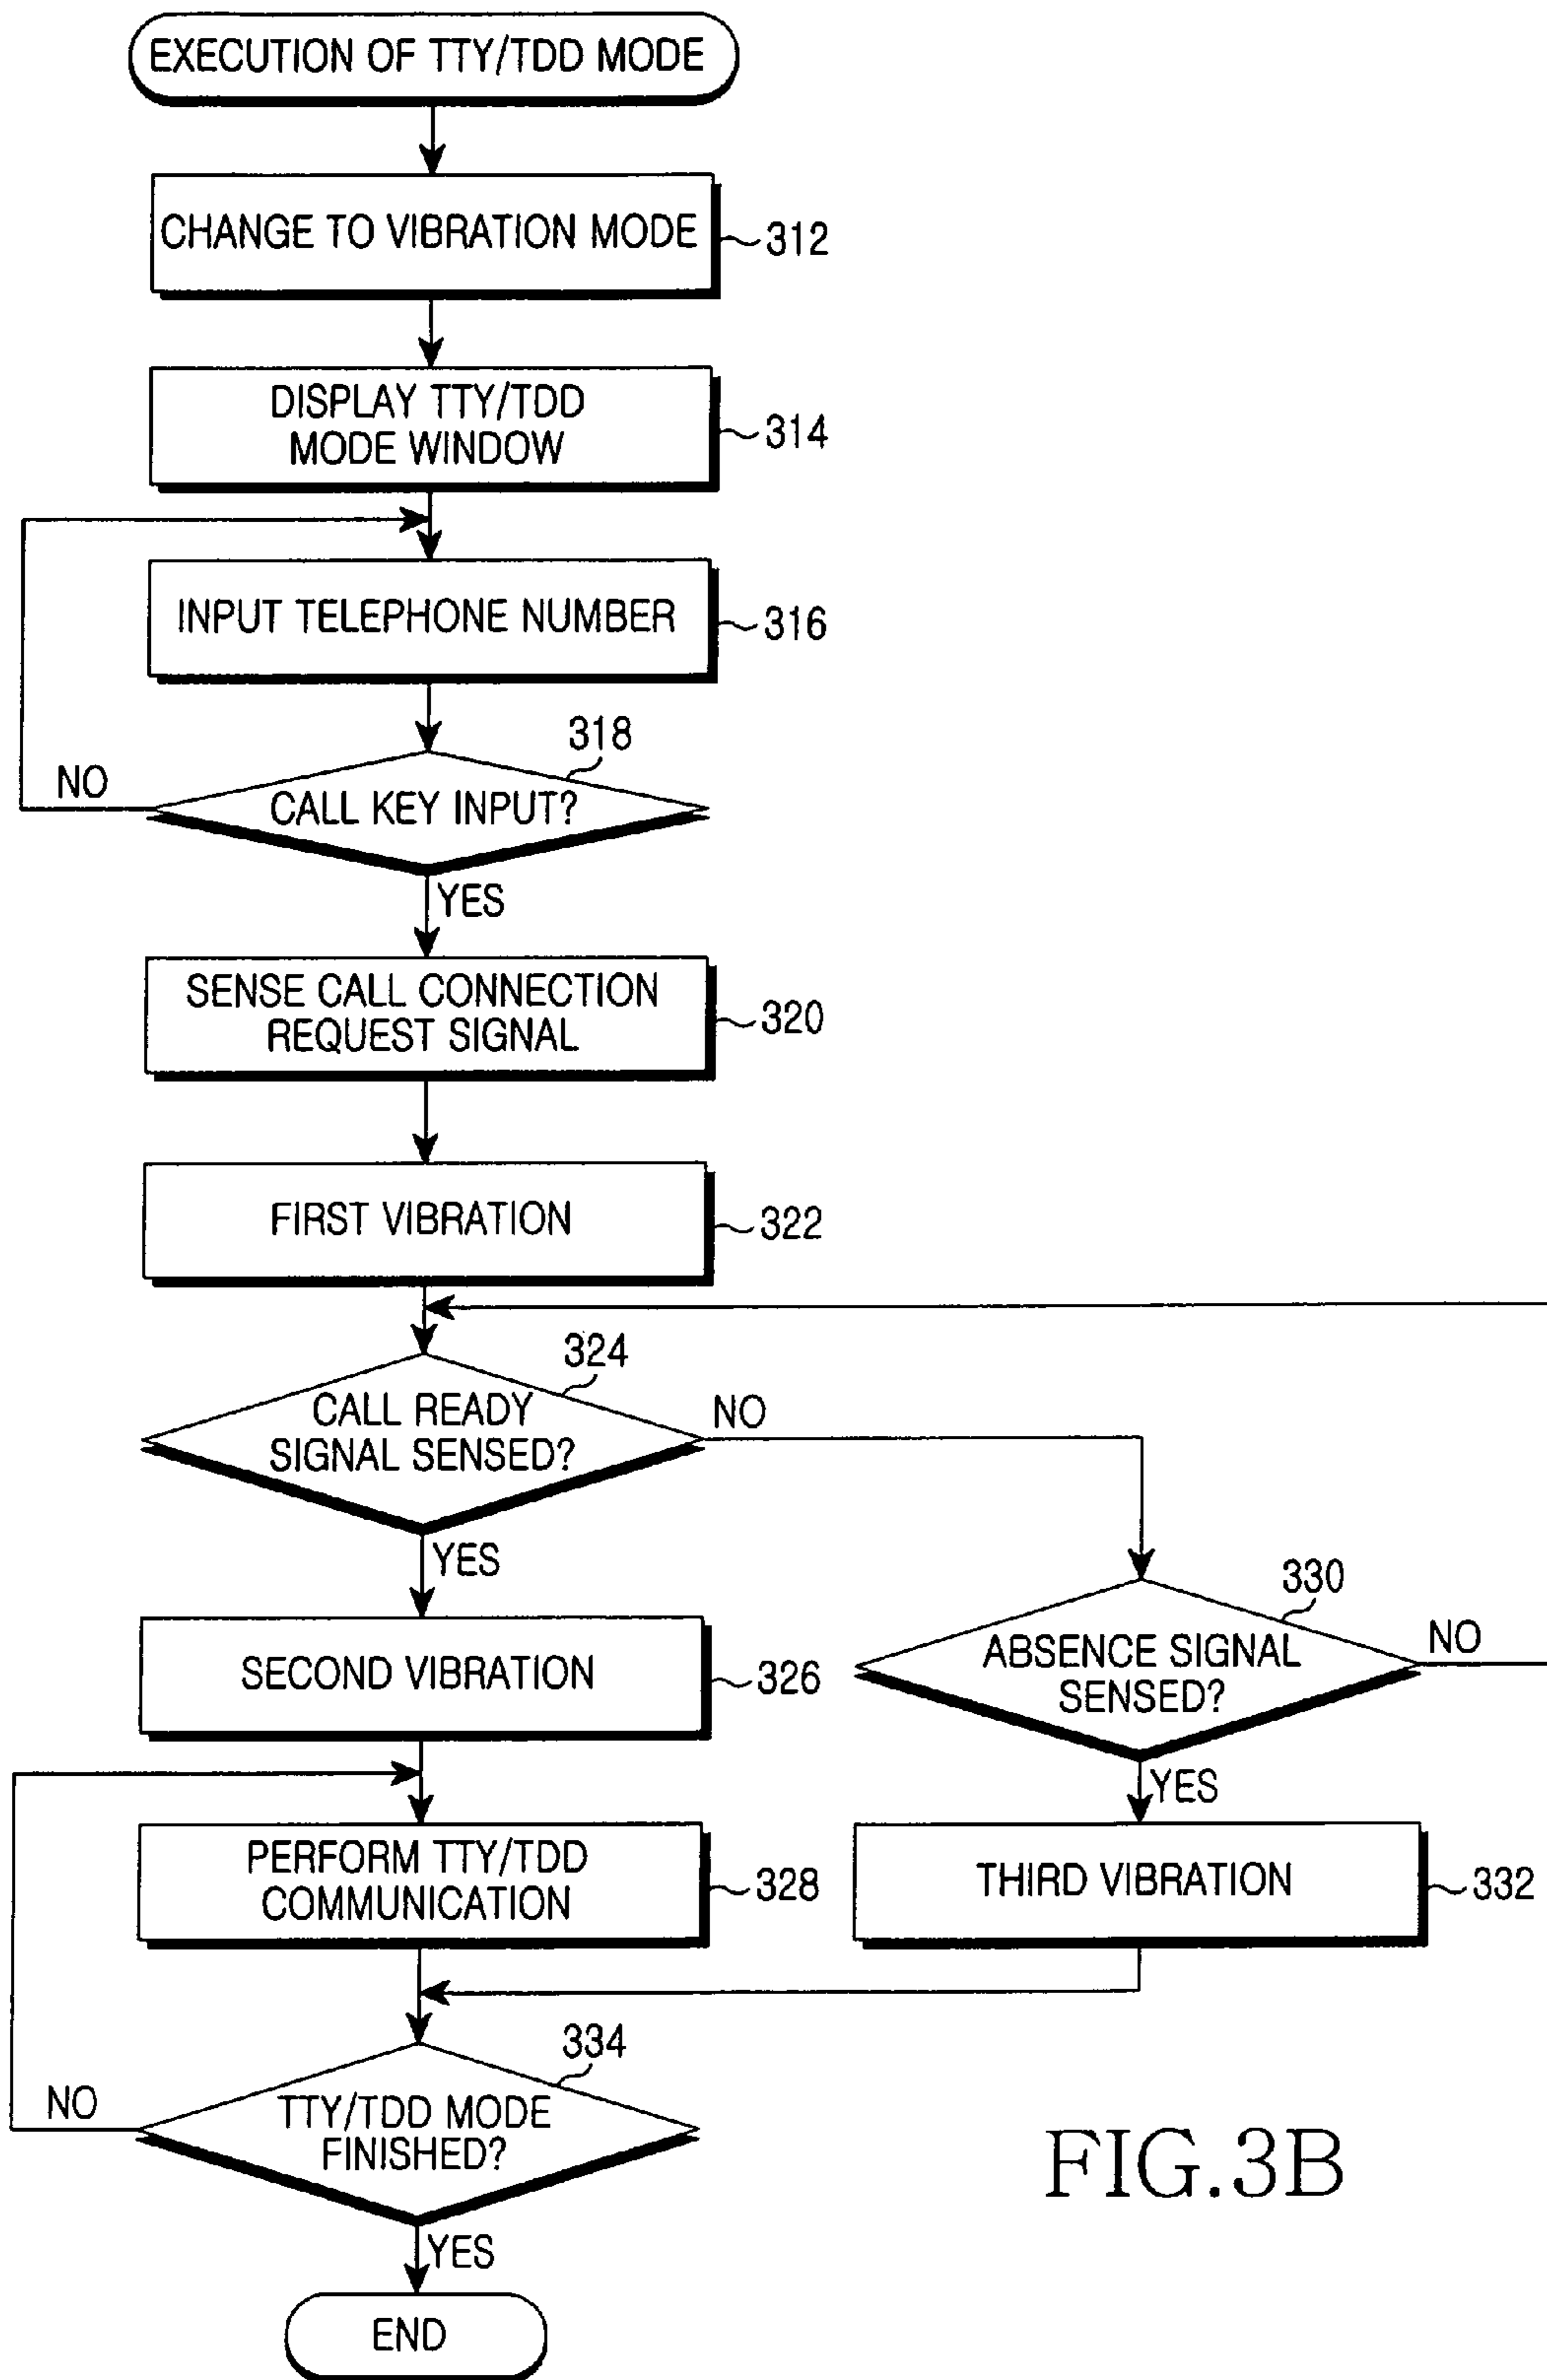 EXECUTION OF TTY/TDD MODE
CHANGE TO VIBRATION MODE
312
DISPLAY TTY/TDD
MODE WINDOW
314
INPUT TELEPHONE NUMBER
316
318
NO
CALL KEY INPUT?
YES
SENSE CALL CONNECTION
REQUEST SIGNAL
320
FIRST VIBRATION
322
324
CALL READY
SIGNAL SENSED?
NO
YES
330
SECOND VIBRATION
326
ABSENCE SIGNAL
SENSED?
NO
YES
PERFORM TTY/TDD
COMMUNICATION
328
THIRD VIBRATION
332
334
NO
TTY/TDD MODE
FINISHED?
YES
END
FIG.3B